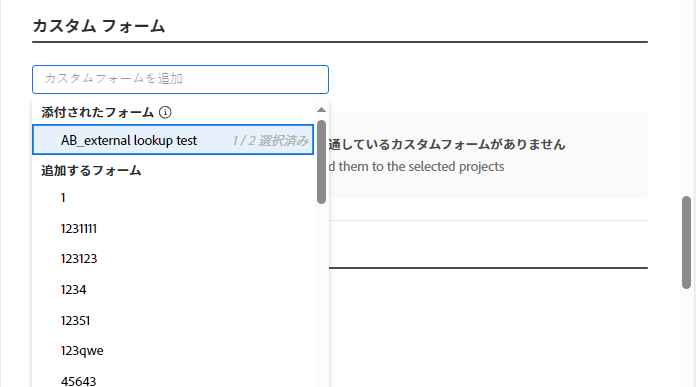 カスタム フォーム
カスタムフォームを追加
添付されたフォーム
AB_external lookup test 1 / 2 選択済み
通しているカスタムフォームがありません
d them to the selected projects
追加するフォーム
1
1231111
123123
1234
12351
123qwe
45643